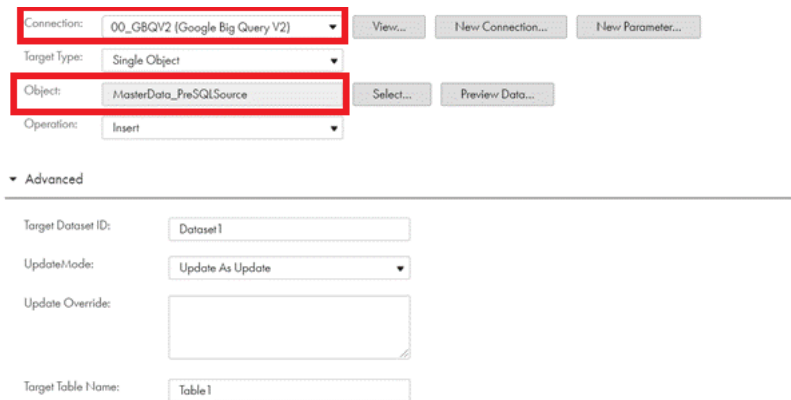 Connection: 00_GBQV2 (Google Big Query V2) View... New Connection... New Parameter...
Target Type: Single Object
Object: MasterData_PreSQLSource Select... Preview Data...
Operation: Insert
Advanced
Target Dataset ID: Dataset1
UpdateMode: Update As Update
Update Override:
Target Table Name: Table1